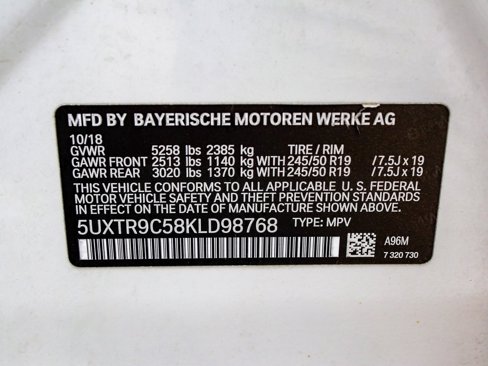 MFD BY BAYERISCHE MOTOREN WERKE AG
10/18
GVWR 5258 lbs 2385 kg TIRE / RIM
GAWR FRONT 2513 lbs 1140 kg WITH 245/50 R19 / 7.5J x 19
GAWR REAR 3020 lbs 1370 kg WITH 245/50 R19 / 7.5J x 19
THIS VEHICLE CONFORMS TO ALL APPLICABLE U. S. FEDERAL
MOTOR VEHICLE SAFETY AND THEFT PREVENTION STANDARDS
IN EFFECT ON THE DATE OF MANUFACTURE SHOWN ABOVE.
5UXTR9C58KLD98768 TYPE: MPV
A96M
7 320 730